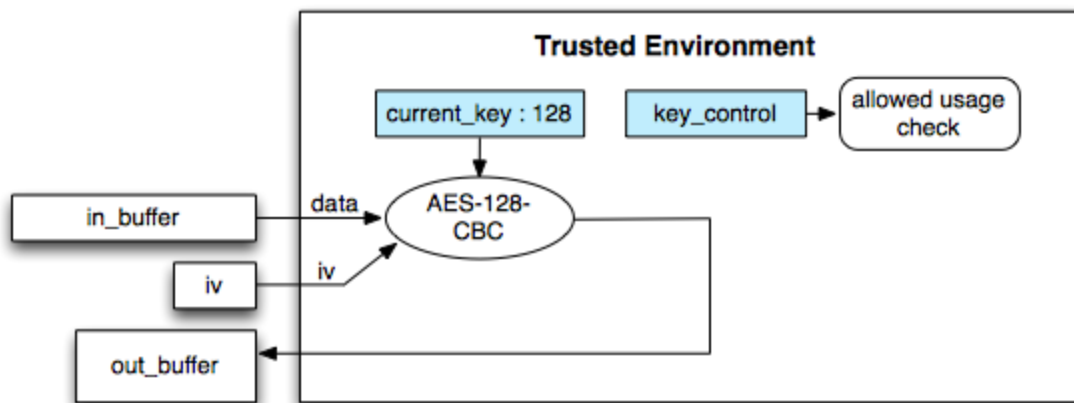 Trusted Environment
current_key : 128
key_control
allowed usage
check
in_buffer
data
AES-128-
CBC
iv
iv
out_buffer